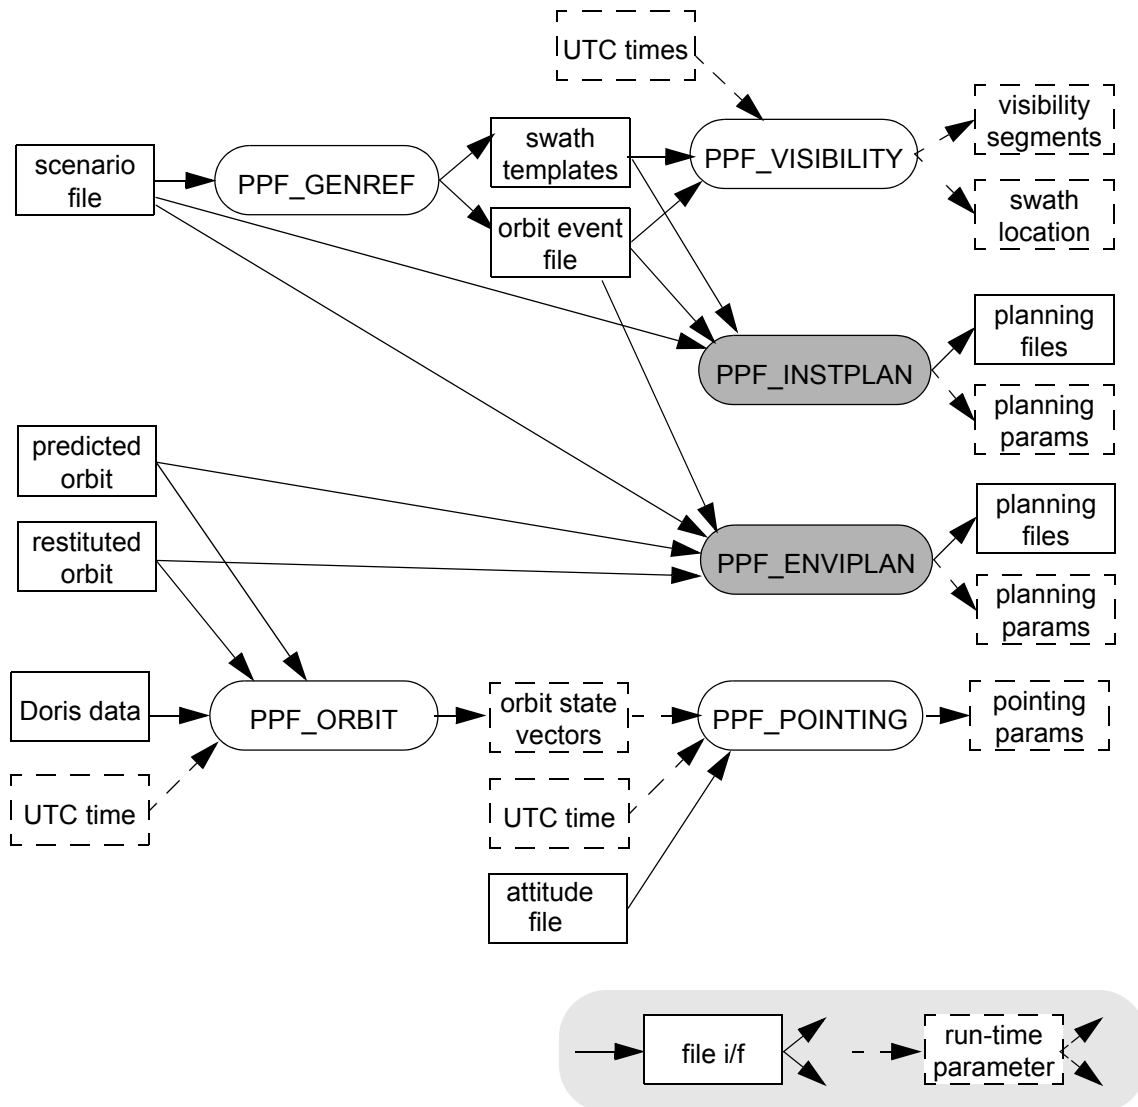 UTC times
visibility
segments
swath
templates
PPF_VISIBILITY
scenario
file
PPF_GENREF
swath
location
orbit event
file
planning
files
PPF_INSTPLAN
planning
params
predicted
orbit
planning
files
restituted
orbit
PPF_ENVIPLAN
planning
params
Doris data
PPF_ORBIT
orbit state
vectors
PPF_POINTING
pointing
params
UTC time
UTC time
attitude
file
file i/f
run-time
parameter